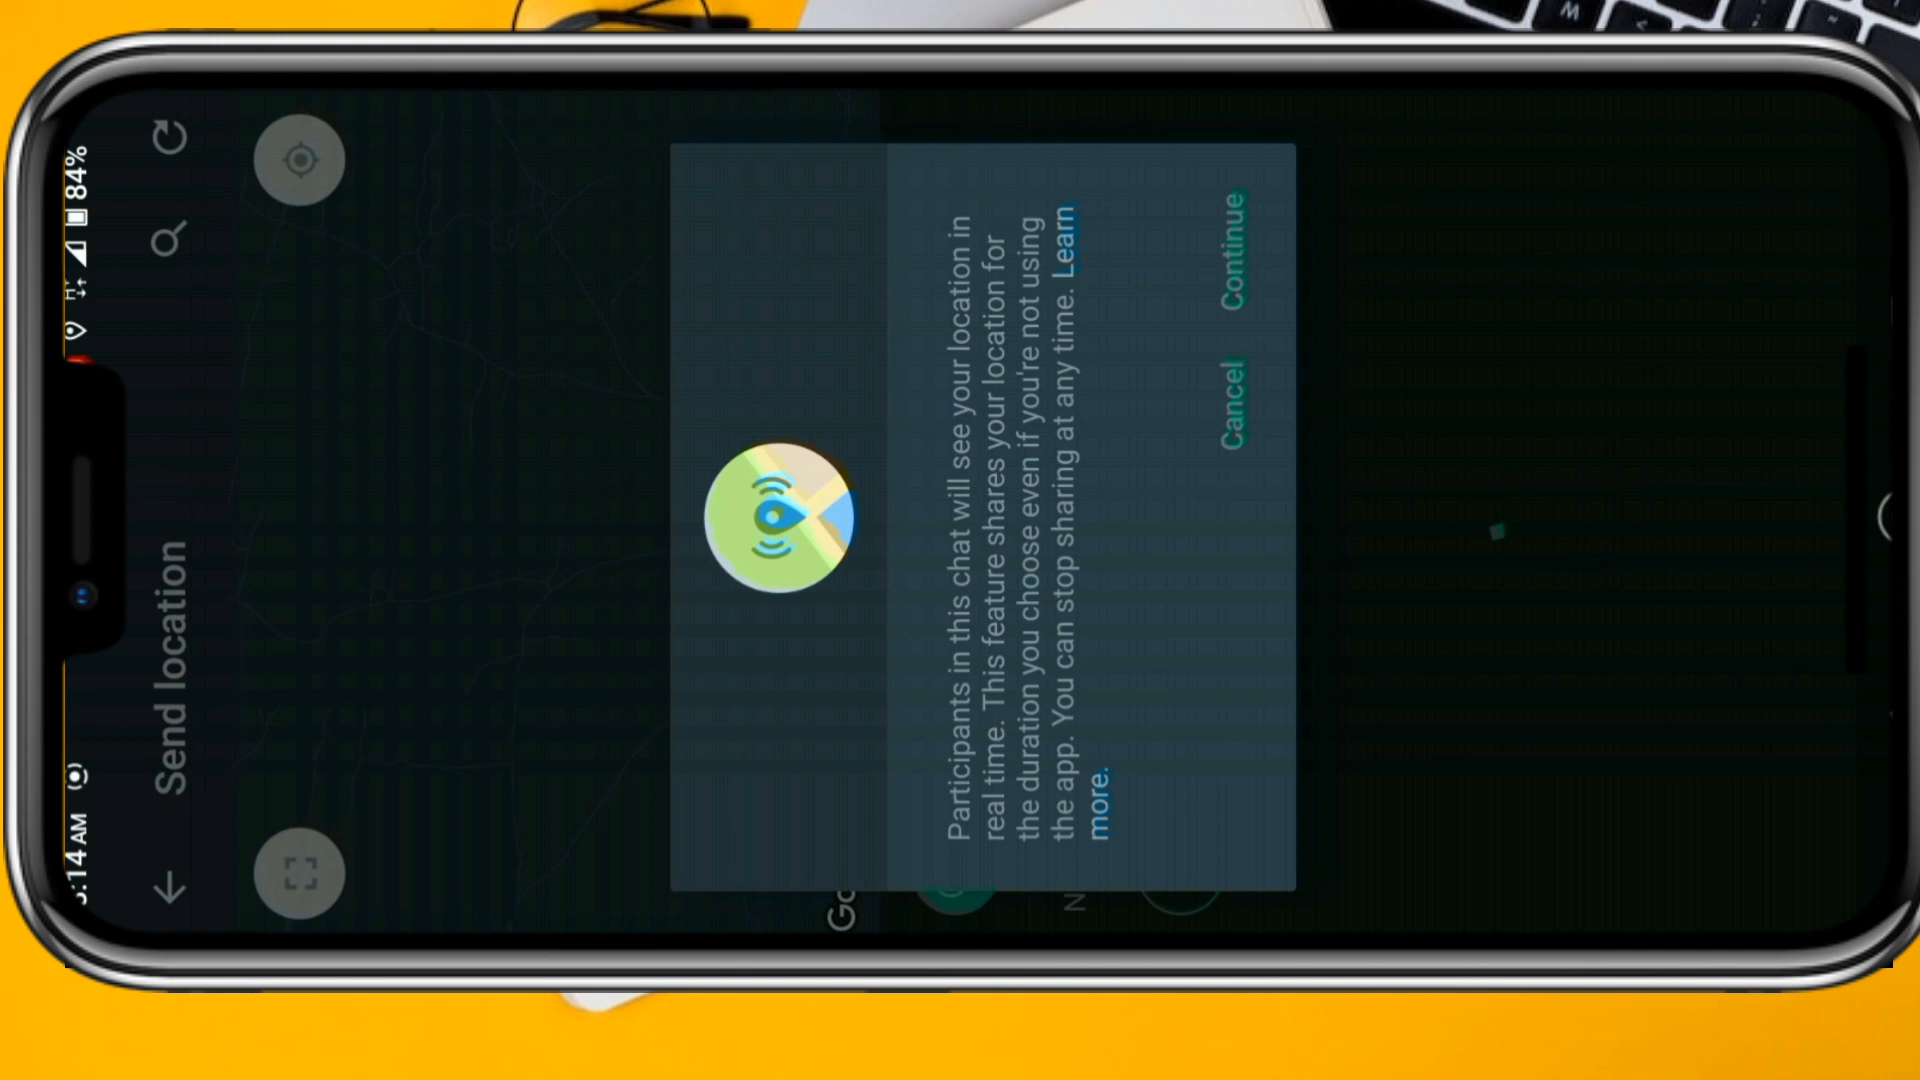 :14 AM
84%
Send location
Participants in this chat will see your location in
real time. This feature shares your location for
the duration you choose even if you're not using
the app. You can stop sharing at any time. Learn
more.
Cancel Continue
Go
N
W